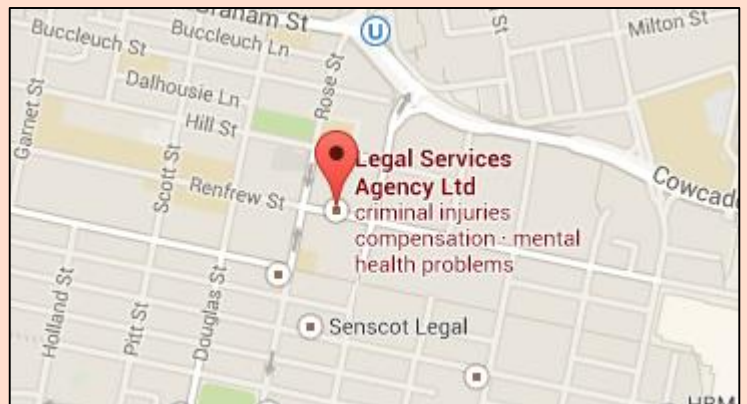 Graham St
U
Milton St
Buccleuch St
Buccleuch Ln
Dalhousie Ln
Hill St
Rose St
Garnet St
Scott St
Renfrew St
Legal Services
Agency Ltd
criminal injuries
compensation · mental
health problems
Cowcadd
Holland St
Pitt St
Douglas St
Senscot Legal